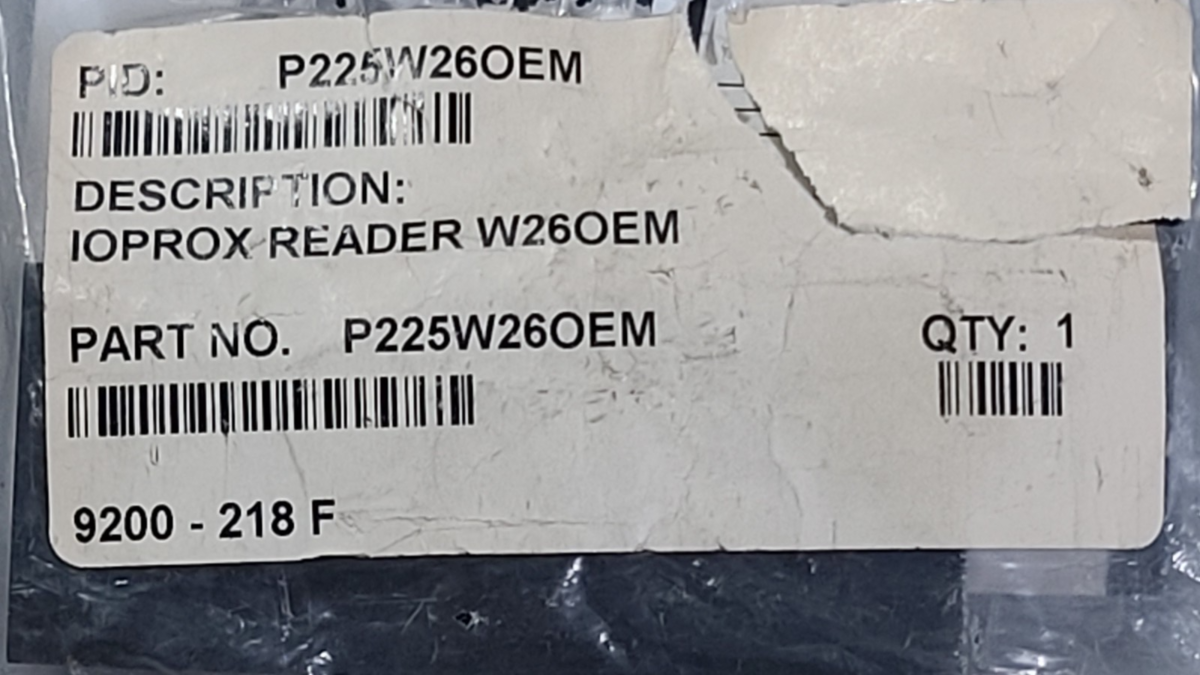 PID: P225W26OEM
DESCRIPTION:
IOPROX READER W26OEM
PART NO. P225W26OEM QTY: 1
9200 - 218 F